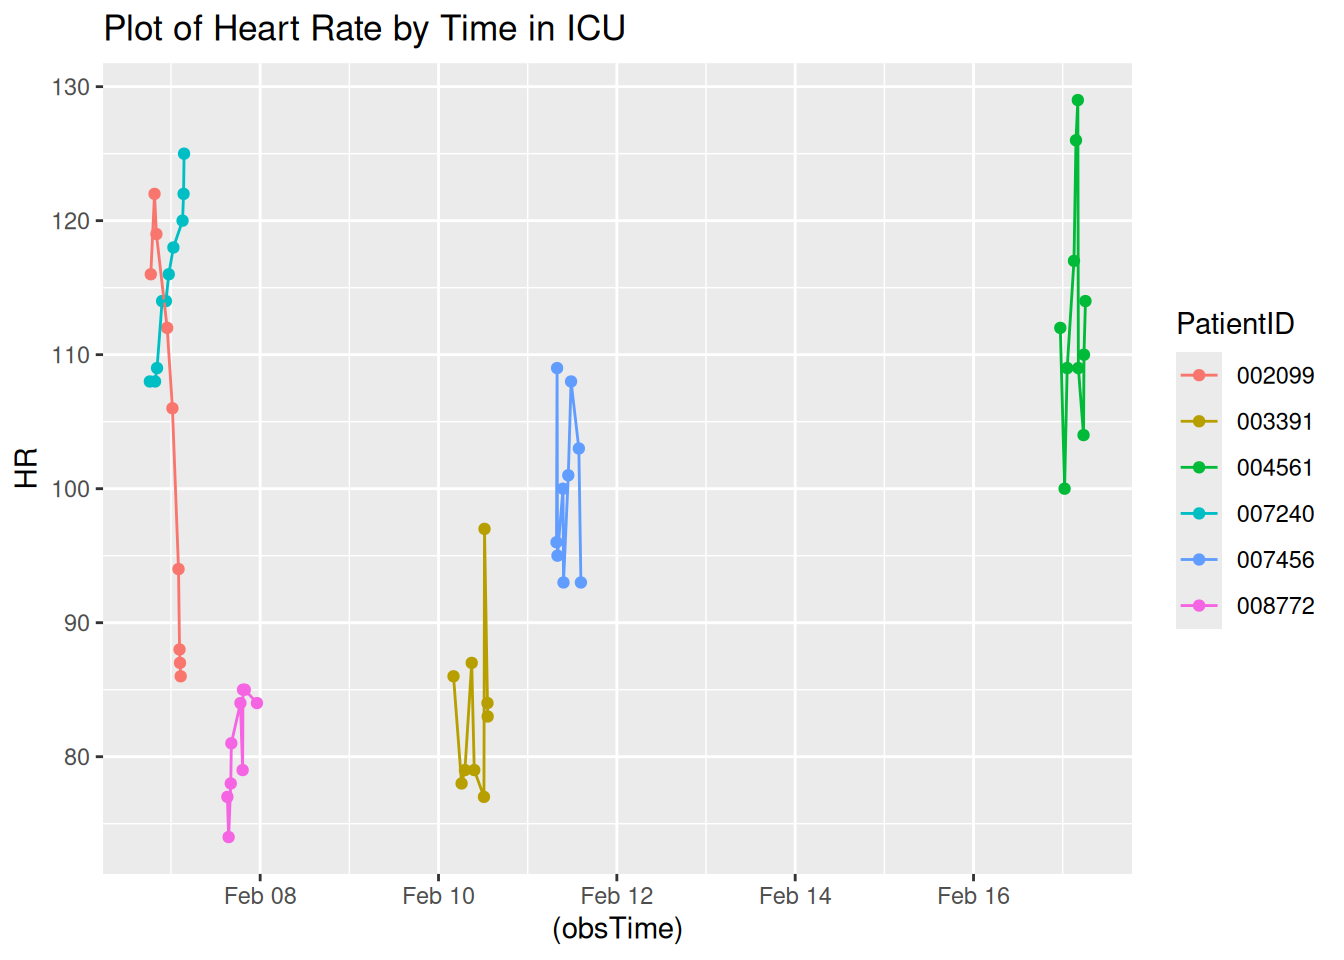 Plot of Heart Rate by Time in ICU
130
120
110
100
90
80
HR
Feb 08
Feb 10
Feb 12
Feb 14
Feb 16
(obsTime)
PatientID
002099
003391
004561
007240
007456
008772